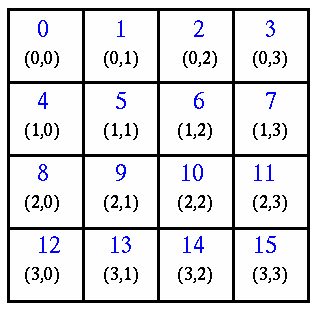 0 1 2 3
(0,0) (0,1) (0,2) (0,3)
4 5 6 7
(1,0) (1,1) (1,2) (1,3)
8 9 10 11
(2,0) (2,1) (2,2) (2,3)
12 13 14 15
(3,0) (3,1) (3,2) (3,3)